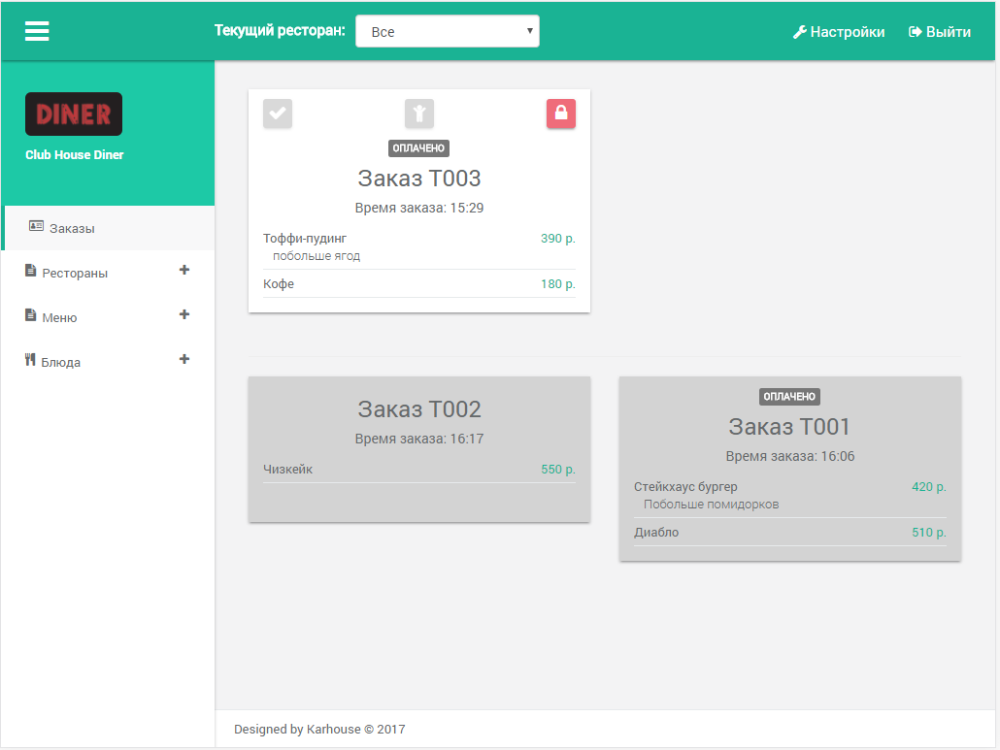 Текущий ресторан: Все Настройки Выйти
DINER
Club House Diner
Заказы
Рестораны
Меню
Блюда
ОПЛАЧЕНО
Заказ T003
Время заказа: 15:29
Тоффи-пудинг 390 р.
побольше ягод
Кофе 180 р.
Заказ T002
Время заказа: 16:17
Чизкейк 550 р.
ОПЛАЧЕНО
Заказ T001
Время заказа: 16:06
Стейкхаус бургер 420 р.
Побольше помидорков
Диабло 510 р.
Designed by Karhouse © 2017